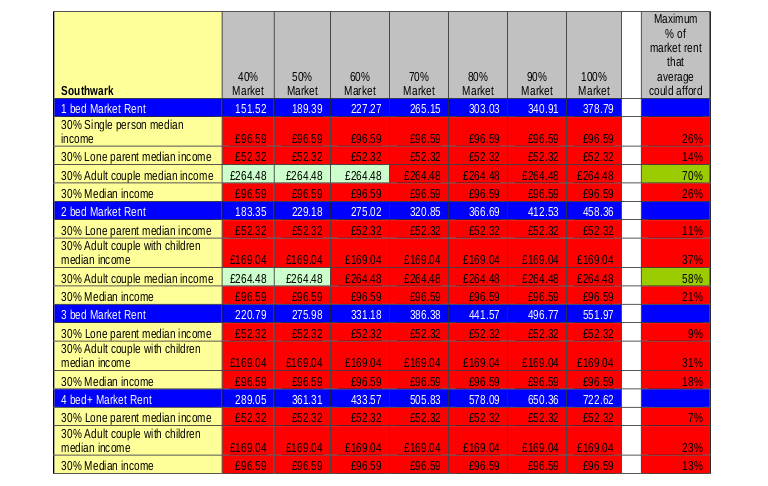 Maximum
% of
market rent
that
40% 50% 60% 70% 80% 90% 100% average
Southwark Market Market Market Market Market Market Market could afford
1 bed Market Rent 151.52 189.39 227.27 265.15 303.03 340.91 378.79
30% Single person median
income £96.59 £96.59 £96.59 £96.59 £96.59 £96.59 £96.59 26%
30% Lone parent median income £52.32 £52.32 £52.32 £52.32 £52.32 £52.32 £52.32 14%
30% Adult couple median income £264.48 £264.48 £264.48 £264.48 £264.48 £264.48 £264.48 70%
30% Median income £96.59 £96.59 £96.59 £96.59 £96.59 £96.59 £96.59 26%
2 bed Market Rent 183.35 229.18 275.02 320.85 366.69 412.53 458.36
30% Lone parent median income £52.32 £52.32 £52.32 £52.32 £52.32 £52.32 £52.32 11%
30% Adult couple with children
median income £169.04 £169.04 £169.04 £169.04 £169.04 £169.04 £169.04 37%
30% Adult couple median income £264.48 £264.48 £264.48 £264.48 £264.48 £264.48 £264.48 58%
30% Median income £96.59 £96.59 £96.59 £96.59 £96.59 £96.59 £96.59 21%
3 bed Market Rent 220.79 275.98 331.18 386.38 441.57 496.77 551.97
30% Lone parent median income £52.32 £52.32 £52.32 £52.32 £52.32 £52.32 £52.32 9%
30% Adult couple with children
median income £169.04 £169.04 £169.04 £169.04 £169.04 £169.04 £169.04 31%
30% Median income £96.59 £96.59 £96.59 £96.59 £96.59 £96.59 £96.59 18%
4 bed+ Market Rent 289.05 361.31 433.57 505.83 578.09 650.36 722.62
30% Lone parent median income £52.32 £52.32 £52.32 £52.32 £52.32 £52.32 £52.32 7%
30% Adult couple with children
median income £169.04 £169.04 £169.04 £169.04 £169.04 £169.04 £169.04 23%
30% Median income £96.59 £96.59 £96.59 £96.59 £96.59 £96.59 £96.59 13%